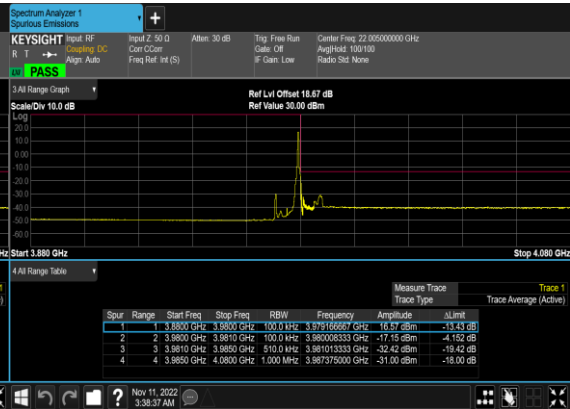 Spectrum Analyzer 1
Spurious Emissions
KEYSIGHT Input: RF Input Z: 50 Ω Atten: 30 dB Trig: Free Run Center Freq: 22.005000000 GHz
R T Coupling: DC Corr CCorr Gate: Off Avg|Hold: 100/100
Align: Auto Freq Ref: Int (S) IF Gain: Low Radio Std: None
PASS
3 All Range Graph
Ref Lvl Offset 18.67 dB
Scale/Div 10.0 dB Ref Value 30.00 dBm
Log
20.0
10.0
0.00
-10.0
-20.0
-30.0
-40.0
-50.0
-60.0
Hz Start 3.880 GHz Stop 4.080 GHz
4 All Range Table
Measure Trace Trace 1
Trace Type Trace Average (Active)
Spur Range Start Freq Stop Freq RBW Frequency Amplitude ΔLimit
1 1 3.8800 GHz 3.9800 GHz 100.0 kHz 3.979166667 GHz 16.57 dBm -13.43 dB
2 2 3.9800 GHz 3.9810 GHz 100.0 kHz 3.980008333 GHz -17.15 dBm -4.152 dB
3 3 3.9810 GHz 3.9850 GHz 510.0 kHz 3.981013333 GHz -32.42 dBm -19.42 dB
4 4 3.9850 GHz 4.0800 GHz 1.000 MHz 3.987375000 GHz -31.00 dBm -18.00 dB
Nov 11, 2022
3:38:37 AM